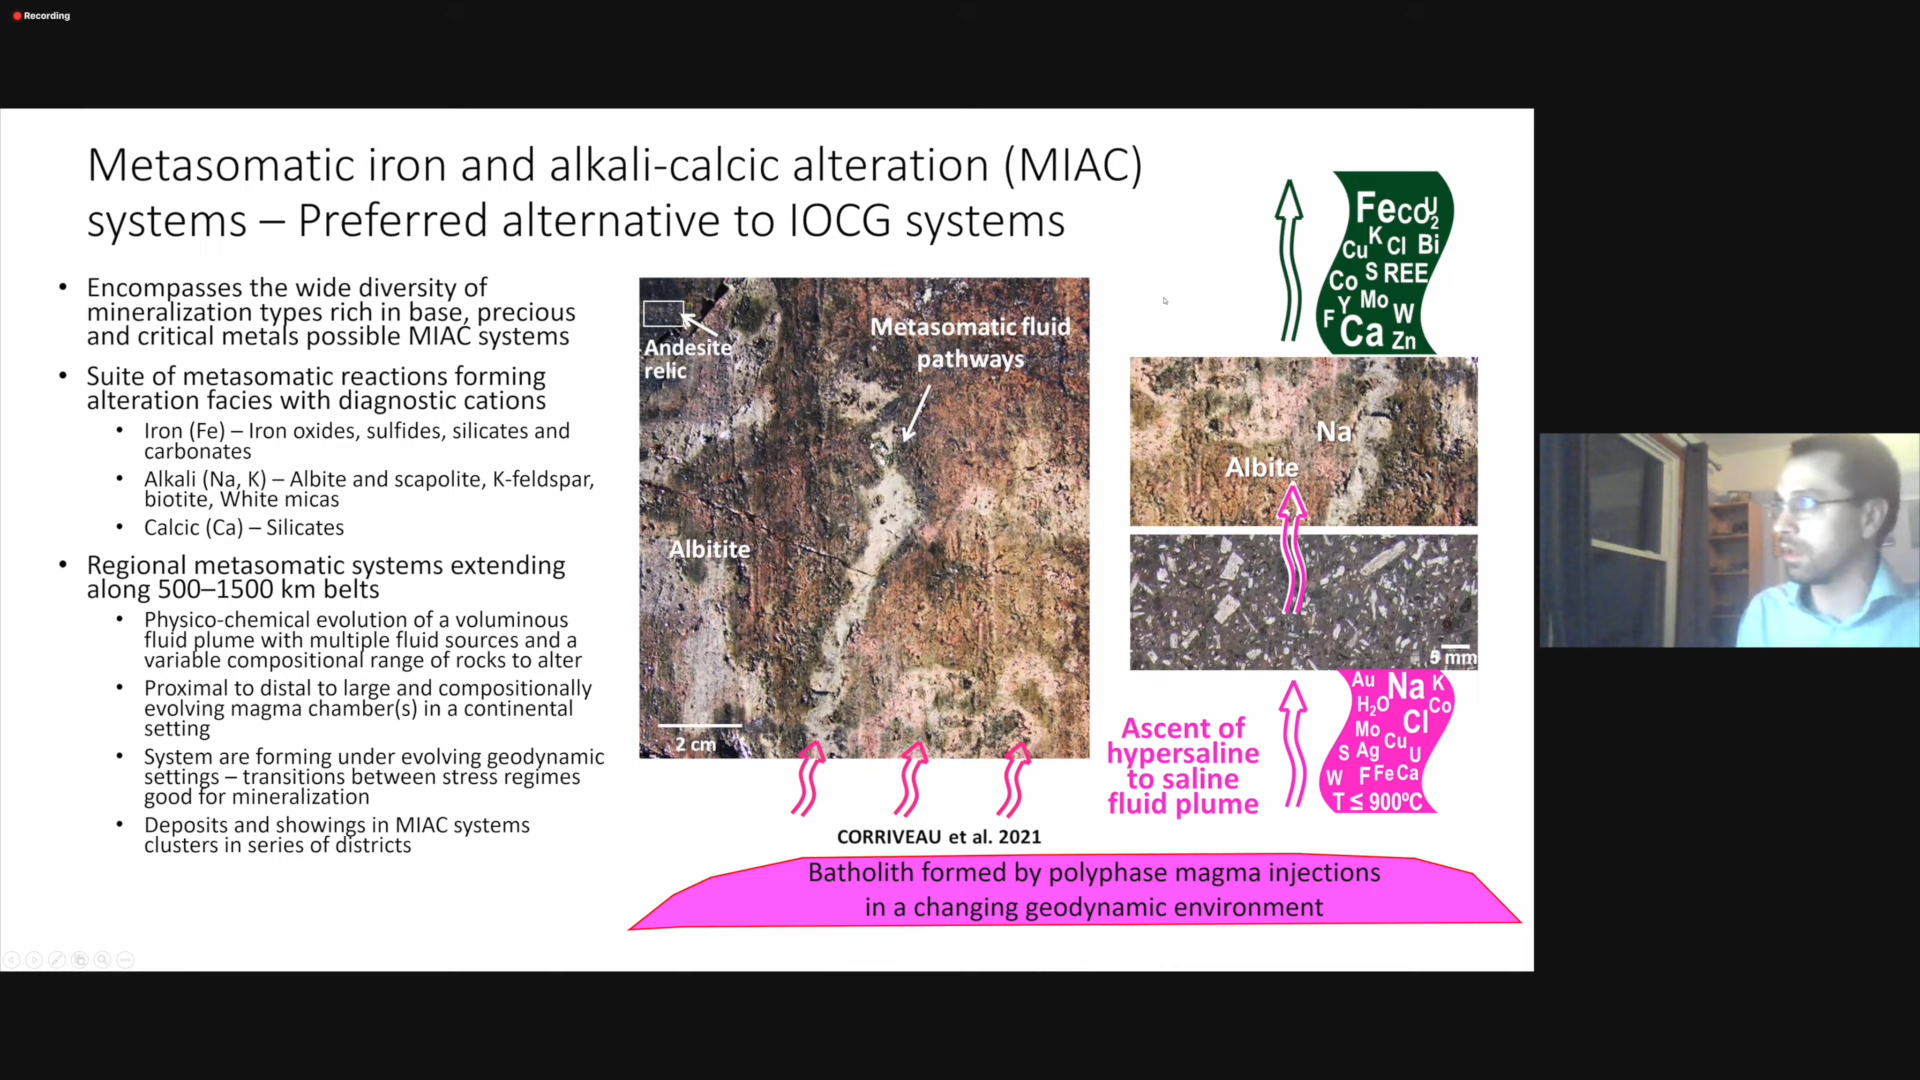 Recording
Metasomatic iron and alkali-calcic alteration (MIAC)
systems – Preferred alternative to IOCG systems
• Encompasses the wide diversity of
mineralization types rich in base, precious
and critical metals possible MIAC systems
• Suite of metasomatic reactions forming
alteration facies with diagnostic cations
• Iron (Fe) – Iron oxides, sulfides, silicates and
carbonates
• Alkali (Na, K) – Albite and scapolite, K-feldspar,
biotite, White micas
• Calcic (Ca) – Silicates
• Regional metasomatic systems extending
along 500–1500 km belts
• Physico-chemical evolution of a voluminous
fluid plume with multiple fluid sources and a
variable compositional range of rocks to alter
• Proximal to distal to large and compositionally
evolving magma chamber(s) in a continental
setting
• System are forming under evolving geodynamic
settings – transitions between stress regimes
good for mineralization
• Deposits and showings in MIAC systems
clusters in series of districts
Andesite
relic
Metasomatic fluid
pathways
Albitite
2 cm
CORRIVEAU et al. 2021
Fe CO2 U
Cu K Cl Bi
Co S REE
Y Mo W
F Ca Zn
Na
Albite
5 mm
Ascent of
hypersaline
to saline
fluid plume
Au Na K
H2O Cl Co
Mo Cu
S Ag U
W F Fe Ca
T ≤ 900ºC
Batholith formed by polyphase magma injections
in a changing geodynamic environment